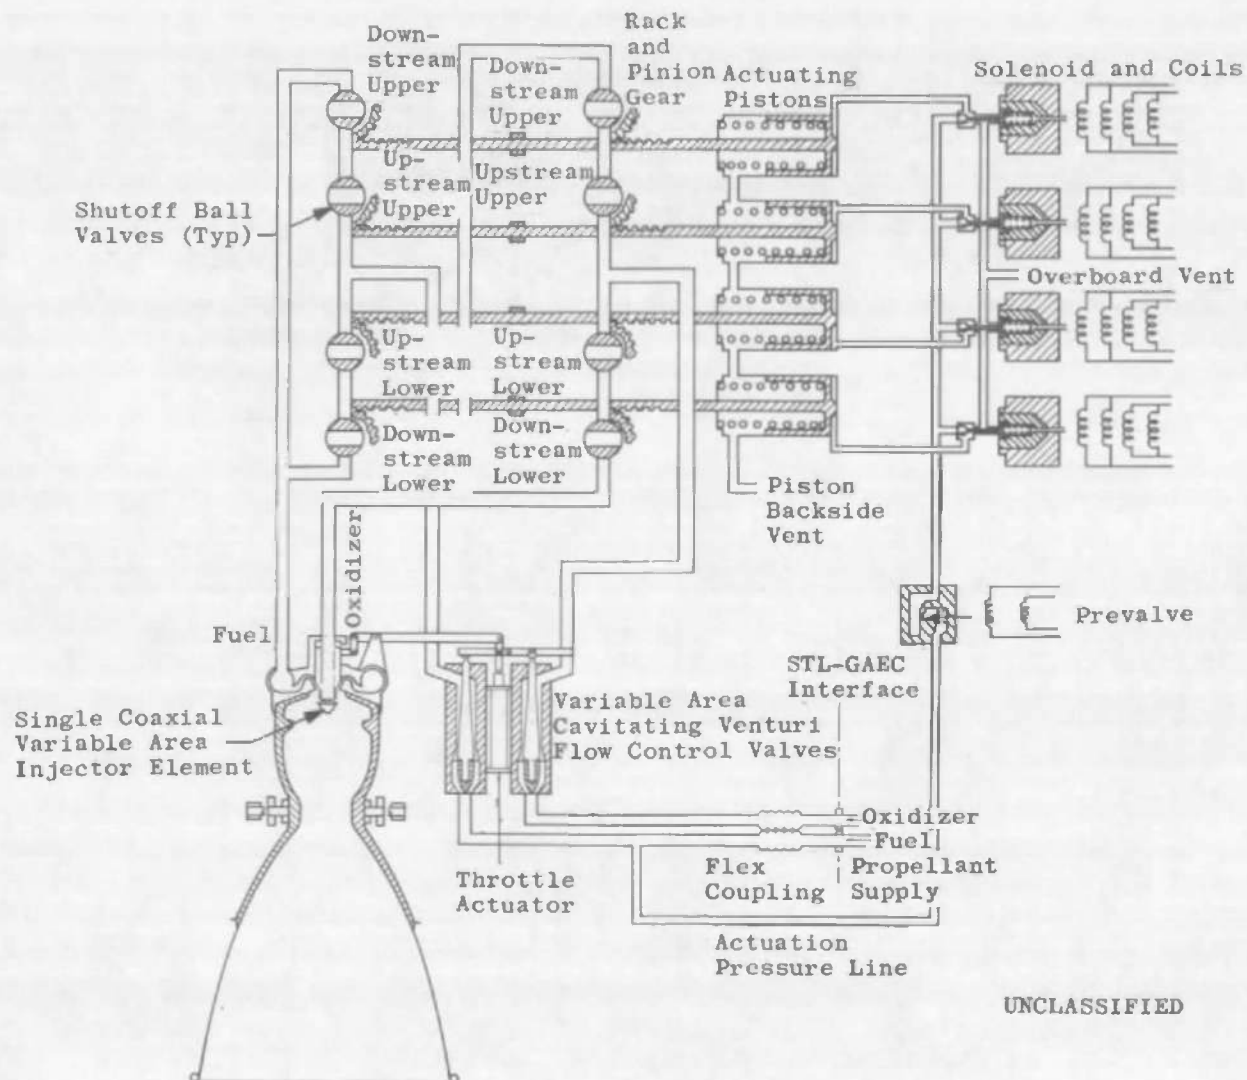 Down-
stream
Upper
Down-
stream
Upper
Rack
and
Pinion
Gear
Actuating
Pistons
Solenoid and Coils
Up-
stream
Upper
Upstream
Upper
Shutoff Ball
Valves (Typ)
Overboard Vent
Up-
stream
Lower
Up-
stream
Lower
Down-
stream
Lower
Down-
stream
Lower
Piston
Backside
Vent
Oxidizer
Fuel
Prevalve
STL-GAEC
Interface
Single Coaxial
Variable Area
Injector Element
Variable Area
Cavitating Venturi
Flow Control Valves
Oxidizer
Fuel
Propellant
Supply
Flex
Coupling
Throttle
Actuator
Actuation
Pressure Line
UNCLASSIFIED